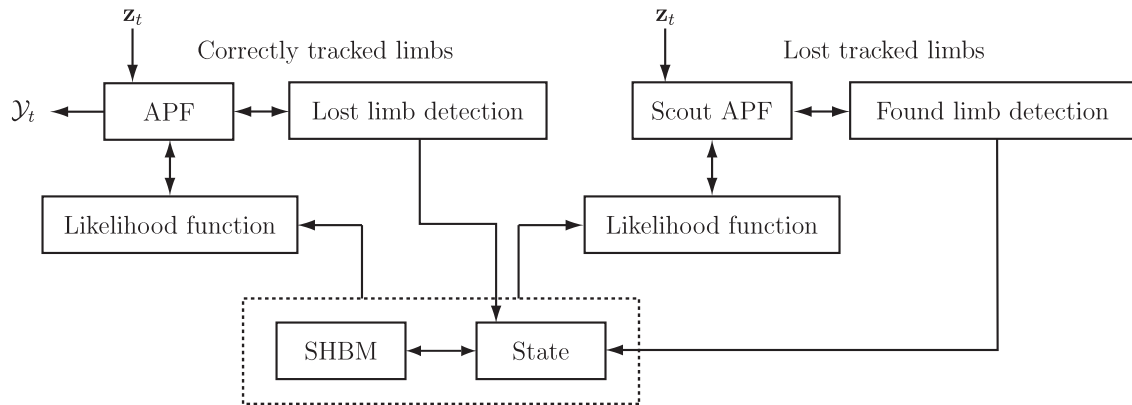 z_t
z_t
Correctly tracked limbs
Lost tracked limbs
𝒴_t
APF
Lost limb detection
Scout APF
Found limb detection
Likelihood function
Likelihood function
SHBM
State